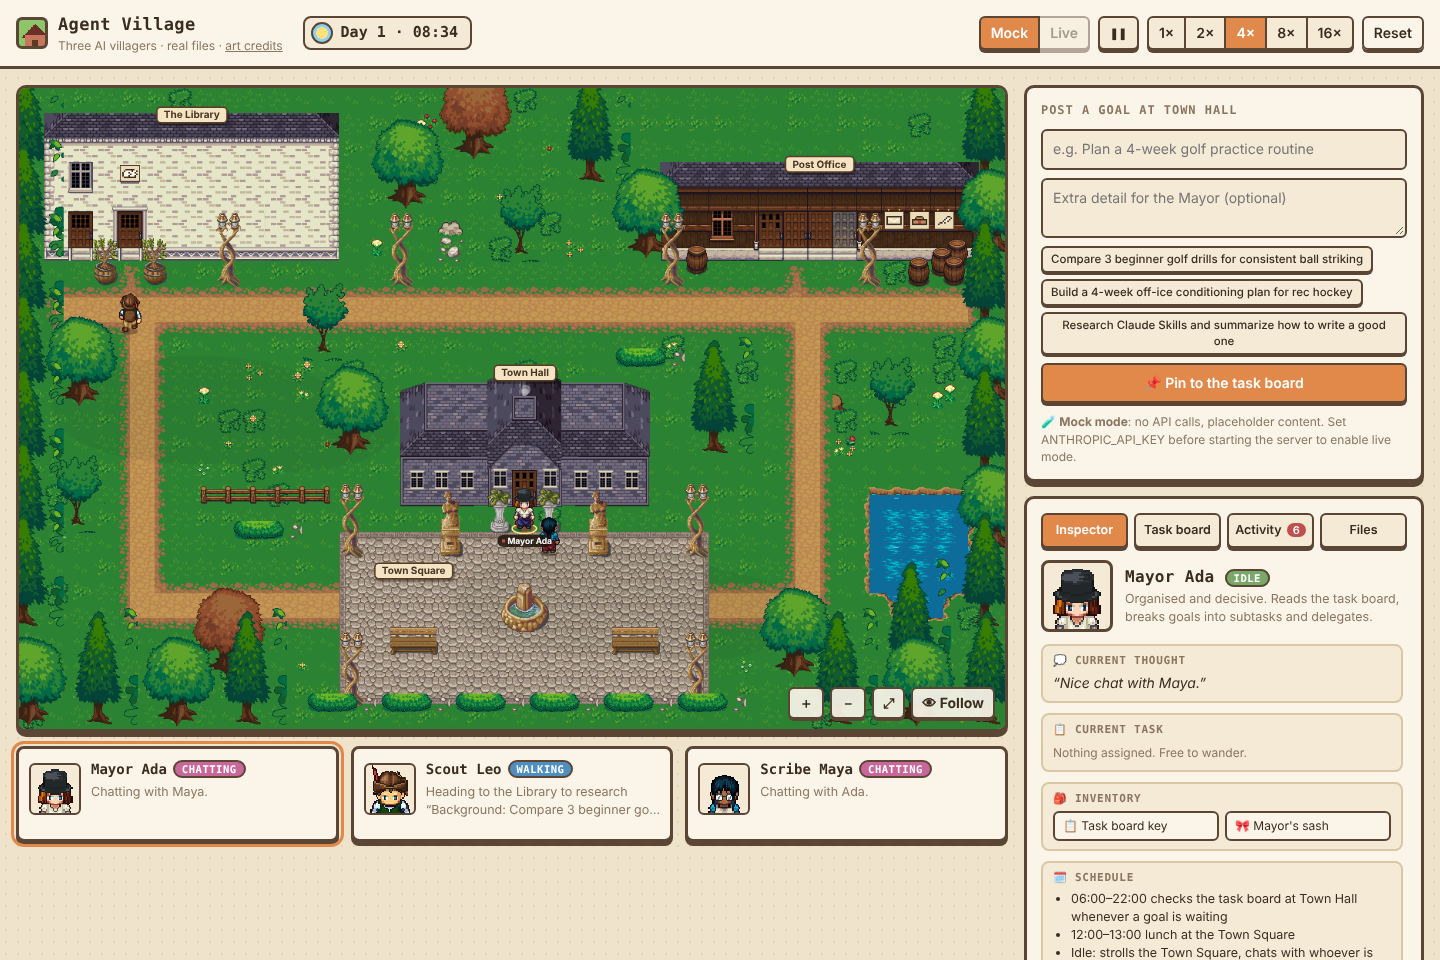 Agent Village
Three AI villagers · real files · art credits
Day 1 · 08:34
Mock
Live
1×
2×
4×
8×
16×
Reset
The Library
Post Office
Town Hall
Mayor Ada
Town Square
+
−
Follow
Mayor Ada
CHATTING
Chatting with Maya.
Scout Leo
WALKING
Heading to the Library to research
“Background: Compare 3 beginner go…
Scribe Maya
CHATTING
Chatting with Ada.
POST A GOAL AT TOWN HALL
e.g. Plan a 4-week golf practice routine
Extra detail for the Mayor (optional)
Compare 3 beginner golf drills for consistent ball striking
Build a 4-week off-ice conditioning plan for rec hockey
Research Claude Skills and summarize how to write a good
one
📌 Pin to the task board
🧪 Mock mode: no API calls, placeholder content. Set
ANTHROPIC_API_KEY before starting the server to enable live
mode.
Inspector
Task board
Activity 6
Files
Mayor Ada
IDLE
Organised and decisive. Reads the task board,
breaks goals into subtasks and delegates.
💭 CURRENT THOUGHT
“Nice chat with Maya.”
📋 CURRENT TASK
Nothing assigned. Free to wander.
🎒 INVENTORY
📋 Task board key
🎀 Mayor's sash
🗓️ SCHEDULE
• 06:00–22:00 checks the task board at Town Hall
whenever a goal is waiting
• 12:00–13:00 lunch at the Town Square
• Idle: strolls the Town Square, chats with whoever is